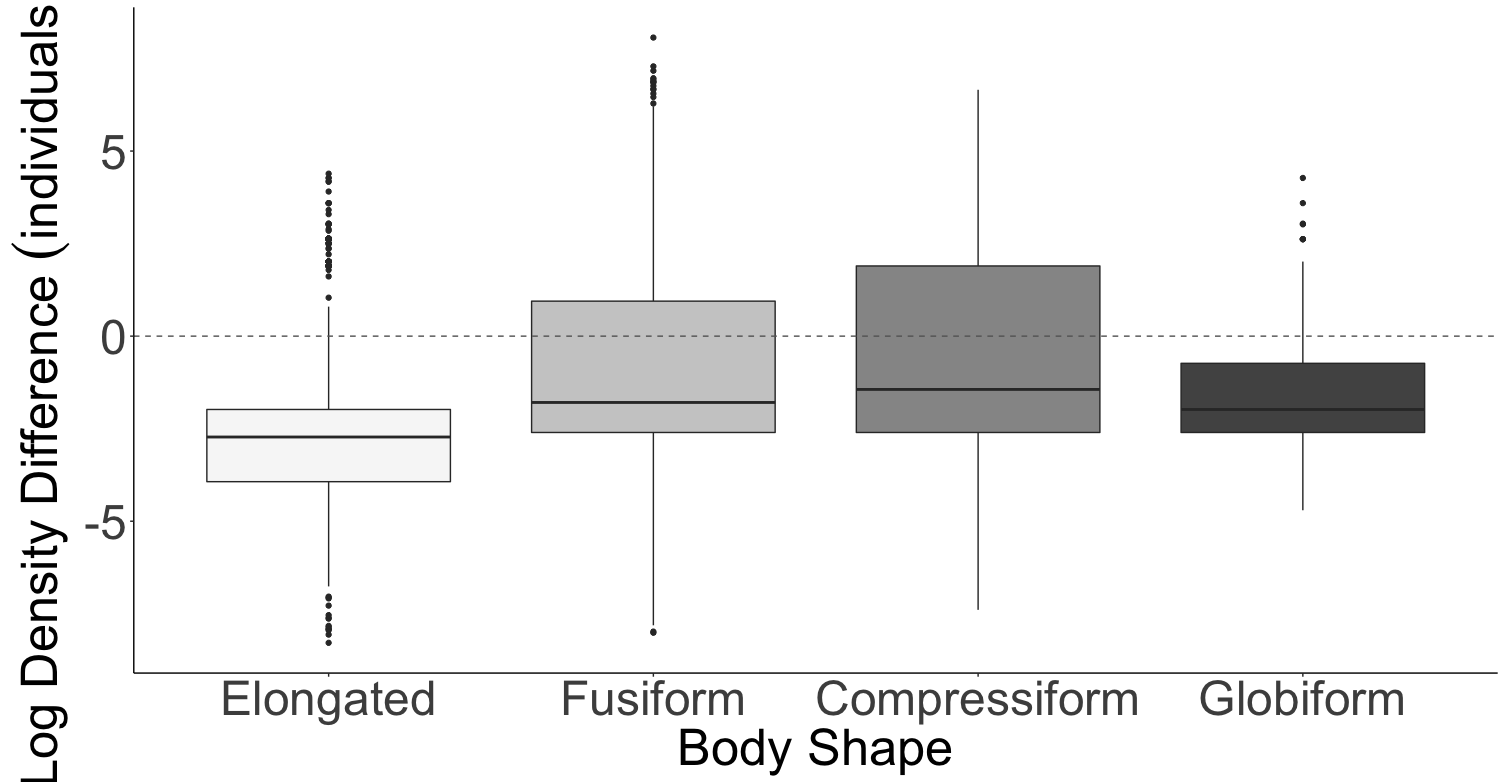 Log Density Difference (individuals
5
0
-5
Elongated
Fusiform
Compressiform
Globiform
Body Shape